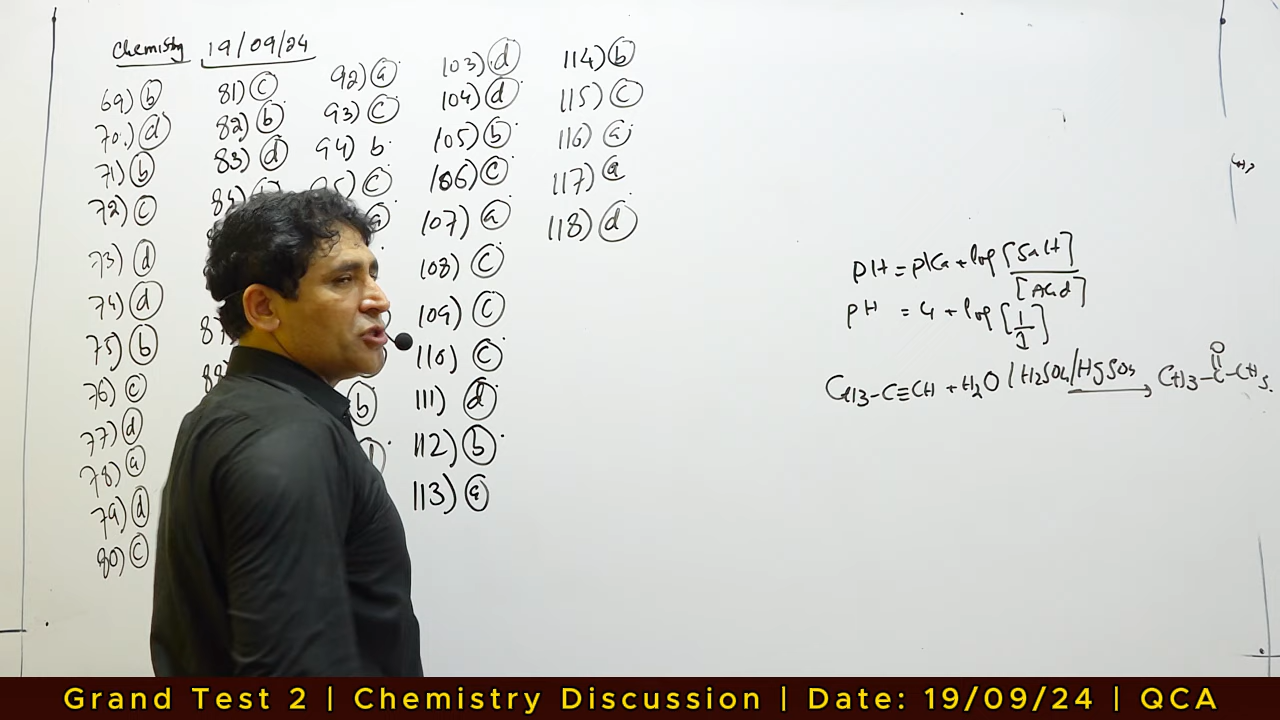 Chemistry 19/09/24
69) b
70) d
71) b
72) c
73) d
74) d
75) b
76) c
77) d
78) a
79) d
80) c
81) c
82) b
83) d
84)
87)
92) a
93) c
94) b
c
a
b
103) d
104) d
105) b
106) c
107) a
108) c
109) c
110) c
111) d
112) b
113) a
114) b
115) c
116) a
117) a
118) d
pH = pKa + log [Salt]
[Acid]
pH = 4 + log [1/1]
O
CH3-C≡CH + H2O / H2SO4/HgSO4 → CH3-C-CH3.
Grand Test 2 | Chemistry Discussion | Date: 19/09/24 | QCA